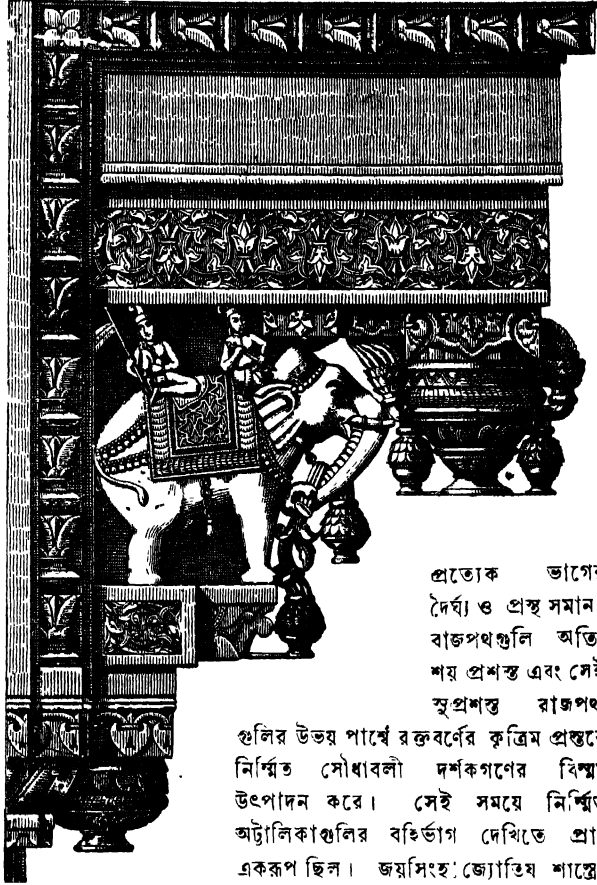 প্রত্যেক ভাগের
দৈর্ঘ্য ও প্রস্থ সমান
রাজপথগুলি অতি
শয় প্রশস্ত এবং সেই
সুপ্রশস্ত রাজপথ
গুলির উভয় পার্শ্বে রক্তবর্ণের কৃত্রিম প্রস্তরে
নির্ম্মিত সৌধাবলী দর্শকগণের বিস্ময়
উৎপাদন করে। সেই সময়ে নির্ম্মিত
অট্টালিকাগুলির বহির্ভাগ দেখিতে প্রা
একরূপ ছিল। জয়সিংহ জ্যোতিষ শাস্ত্রে